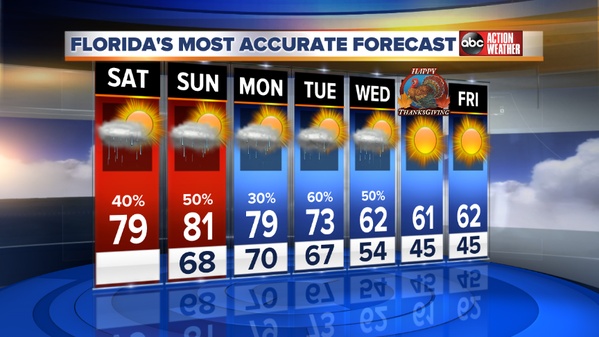 FLORIDA'S MOST ACCURATE FORECAST abc ACTION WEATHER
SAT SUN MON TUE WED HAPPY THANKSGIVING FRI
40% 50% 30% 60% 50%
79 81 79 73 62 61 62
68 70 67 54 45 45